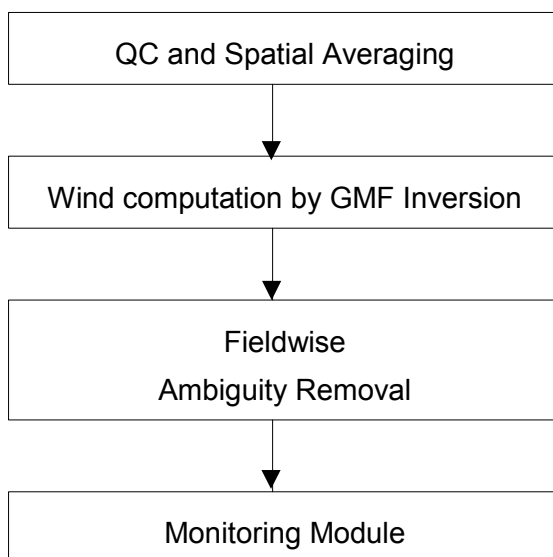 QC and Spatial Averaging
Wind computation by GMF Inversion
Fieldwise
Ambiguity Removal
Monitoring Module